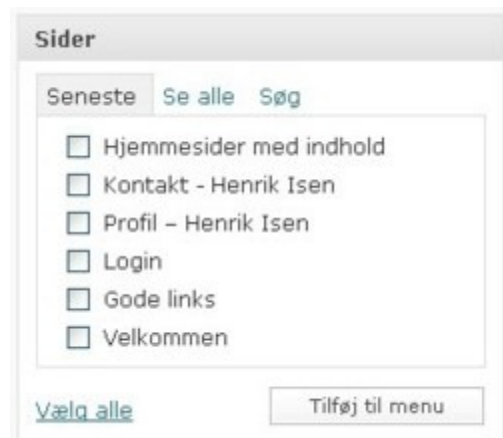 Sider
Seneste Se alle Søg
Hjemmesider med indhold
Kontakt - Henrik Isen
Profil – Henrik Isen
Login
Gode links
Velkommen
Vælg alle Tilføj til menu